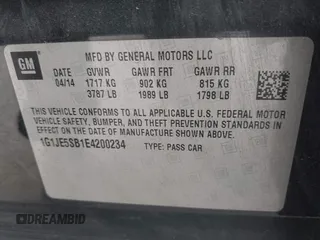 GM
MFD BY GENERAL MOTORS LLC
DATE GVWR GAWR FRT GAWR RR
04/14 1717 KG 902 KG 815 KG
3787 LB 1989 LB 1798 LB
THIS VEHICLE CONFORMS TO ALL APPLICABLE U.S. FEDERAL MOTOR
VEHICLE SAFETY, BUMPER, AND THEFT PREVENTION STANDARDS
IN EFFECT ON THE DATE OF MANUFACTURE SHOWN ABOVE.
1G1JE5SB1E4200234 TYPE: PASS CAR
DREAMBID